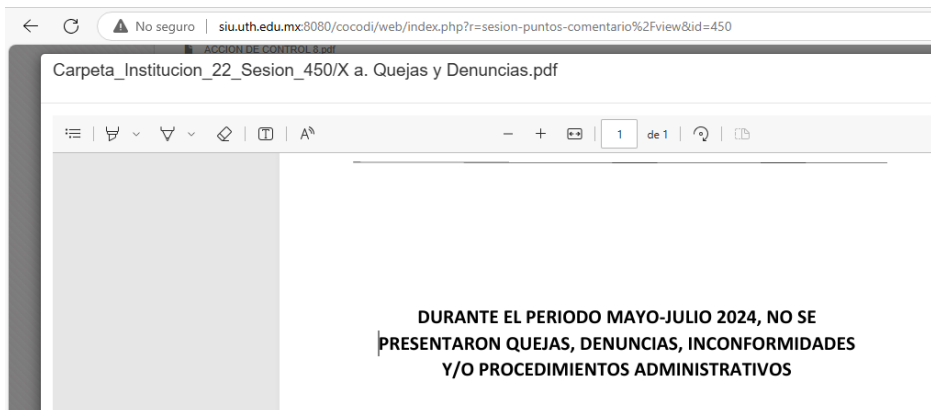 No seguro siu.uth.edu.mx:8080/cocodi/web/index.php?r=sesion-puntos-comentario%2Fview&id=450
ACCION DE CONTROL 8.pdf
Carpeta_Institucion_22_Sesion_450/X a. Quejas y Denuncias.pdf
1 de 1
DURANTE EL PERIODO MAYO-JULIO 2024, NO SE
PRESENTARON QUEJAS, DENUNCIAS, INCONFORMIDADES
Y/O PROCEDIMIENTOS ADMINISTRATIVOS